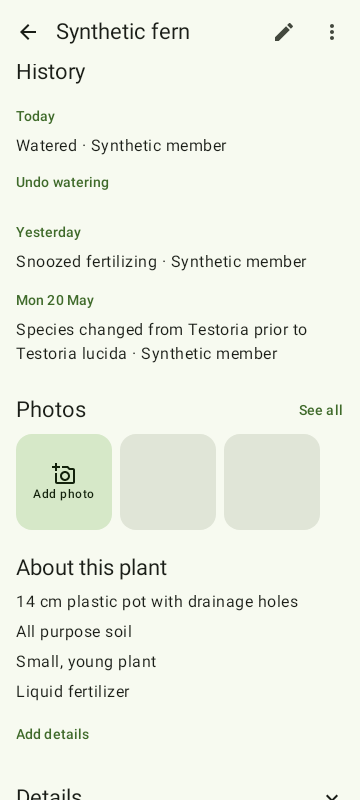 Synthetic fern
History
Today
Watered · Synthetic member
Undo watering
Yesterday
Snoozed fertilizing · Synthetic member
Mon 20 May
Species changed from Testoria prior to
Testoria lucida · Synthetic member
Photos
See all
Add photo
About this plant
14 cm plastic pot with drainage holes
All purpose soil
Small, young plant
Liquid fertilizer
Add details
Details